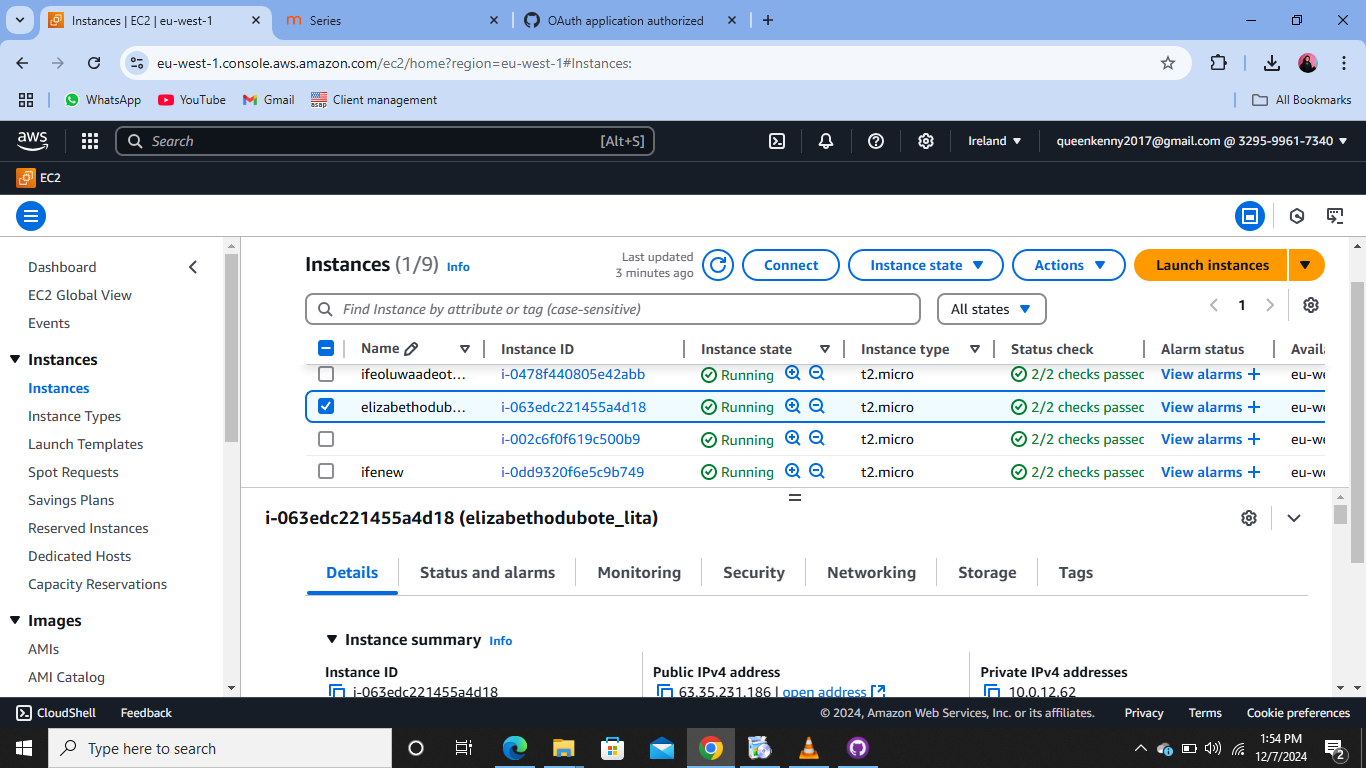 Instances | EC2 | eu-west-1
Series
OAuth application authorized
eu-west-1.console.aws.amazon.com/ec2/home?region=eu-west-1#Instances:
WhatsApp
YouTube
Gmail
asap
Client management
All Bookmarks
aws
Search
[Alt+S]
Ireland
queenkenny2017@gmail.com @ 3295-9961-7340
EC2
Dashboard
EC2 Global View
Events
Instances
Instances
Instance Types
Launch Templates
Spot Requests
Savings Plans
Reserved Instances
Dedicated Hosts
Capacity Reservations
Images
AMIs
AMI Catalog
Instances (1/9) Info
Last updated
3 minutes ago
Connect
Instance state
Actions
Launch instances
Find Instance by attribute or tag (case-sensitive)
All states
1
Name Instance ID Instance state Instance type Status check Alarm status Avail
ifeoluwaadeot... i-0478f440805e42abb Running t2.micro 2/2 checks passed View alarms + eu-we
elizabethodub... i-063edc221455a4d18 Running t2.micro 2/2 checks passed View alarms + eu-we
i-002c6f0f619c500b9 Running t2.micro 2/2 checks passed View alarms + eu-we
ifenew i-0dd9320f6e5c9b749 Running t2.micro 2/2 checks passed View alarms + eu-we
i-063edc221455a4d18 (elizabethodubote_lita)
Details
Status and alarms
Monitoring
Security
Networking
Storage
Tags
Instance summary Info
Instance ID
i-063edc221455a4d18
Public IPv4 address
63.35.231.186 | open address
Private IPv4 addresses
10.0.12.62
CloudShell
Feedback
© 2024, Amazon Web Services, Inc. or its affiliates.
Privacy
Terms
Cookie preferences
Type here to search
1:54 PM
12/7/2024
2